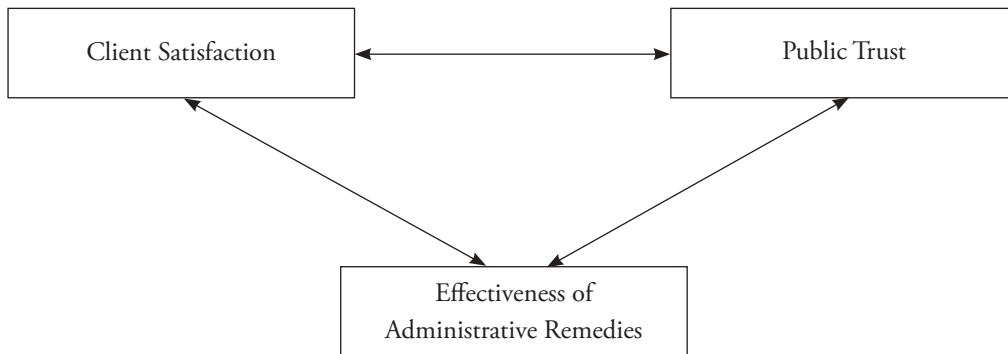 Client Satisfaction
Public Trust
Effectiveness of
Administrative Remedies